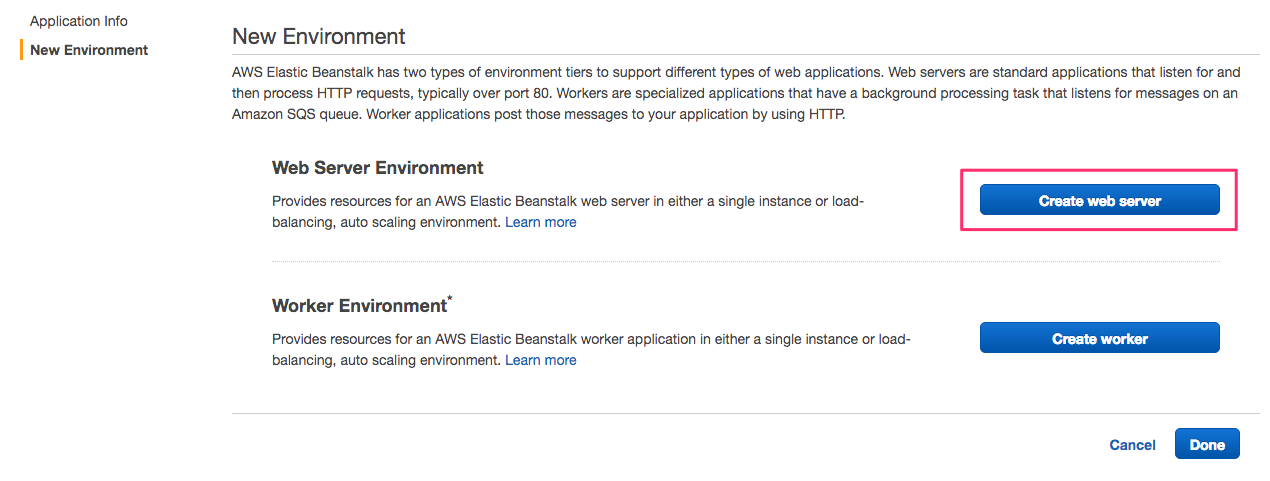 Application Info
New Environment
New Environment
AWS Elastic Beanstalk has two types of environment tiers to support different types of web applications. Web servers are standard applications that listen for and
then process HTTP requests, typically over port 80. Workers are specialized applications that have a background processing task that listens for messages on an
Amazon SQS queue. Worker applications post those messages to your application by using HTTP.
Web Server Environment
Provides resources for an AWS Elastic Beanstalk web server in either a single instance or load-
balancing, auto scaling environment. Learn more
Create web server
Worker Environment*
Provides resources for an AWS Elastic Beanstalk worker application in either a single instance or load-
balancing, auto scaling environment. Learn more
Create worker
Cancel Done